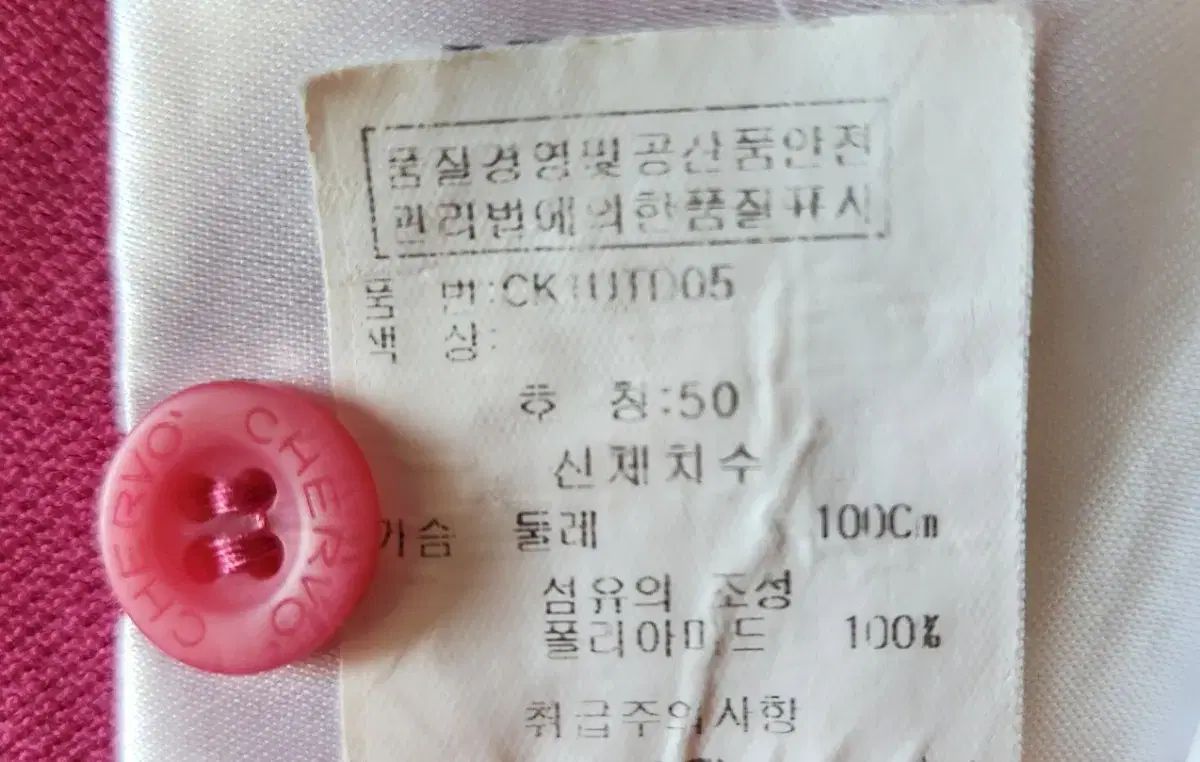 품질경영및공산품안전
관리법에의한품질표시
품 번:
색 상:
호 칭:50
신체치수
가슴 둘레 100Cm
섬유의 조성
폴리아미드 100%
취급주의사항
CHERVO'
CHERVO'